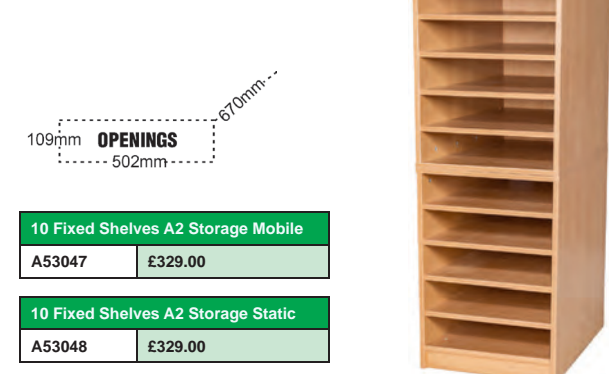 670mm
109mm OPENINGS
502mm
10 Fixed Shelves A2 Storage Mobile
A53047 £329.00
10 Fixed Shelves A2 Storage Static
A53048 £329.00